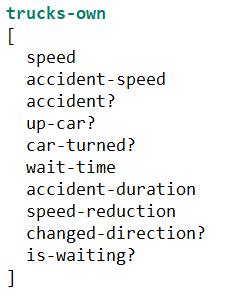 trucks-own
[
speed
accident-speed
accident?
up-car?
car-turned?
wait-time
accident-duration
speed-reduction
changed-direction?
is-waiting?
]